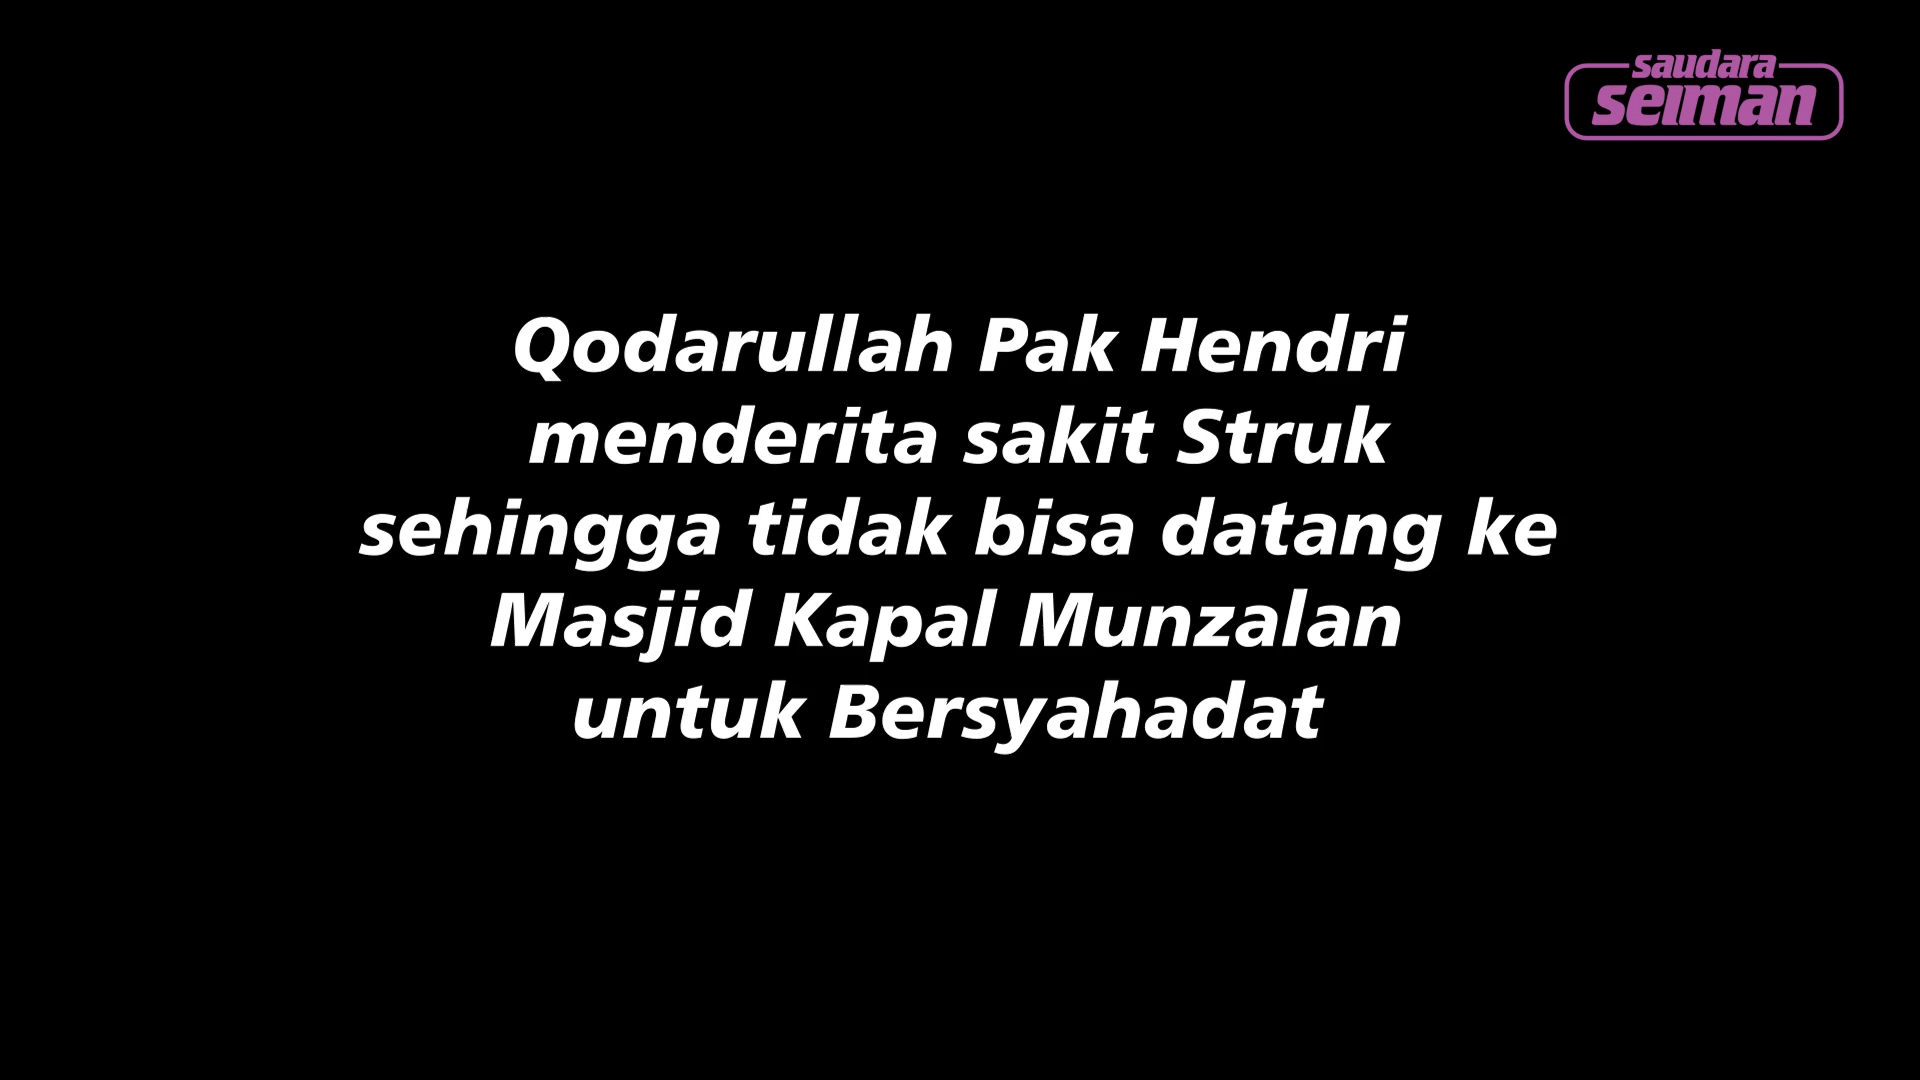 saudara
seiman
Qodarullah Pak Hendri
menderita sakit Struk
sehingga tidak bisa datang ke
Masjid Kapal Munzalan
untuk Bersyahadat